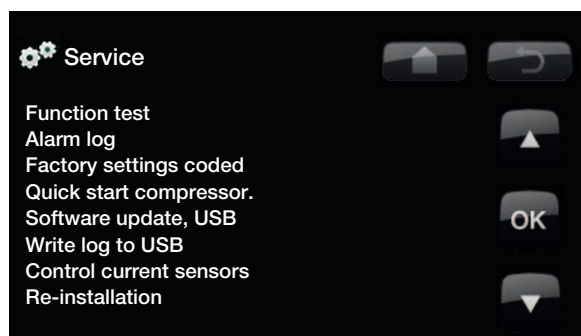 Service
Function test
Alarm log
Factory settings coded
Quick start compressor.
Software update, USB
OK
Write log to USB
Control current sensors
Re-installation